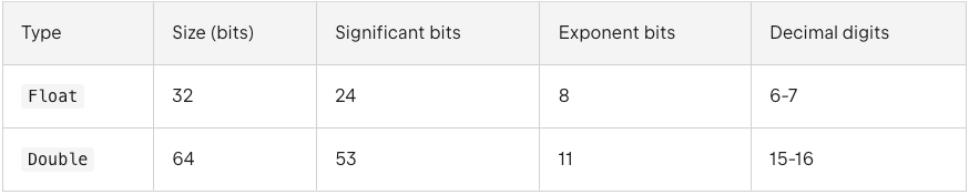 Type Size (bits) Significant bits Exponent bits Decimal digits
Float 32 24 8 6-7
Double 64 53 11 15-16